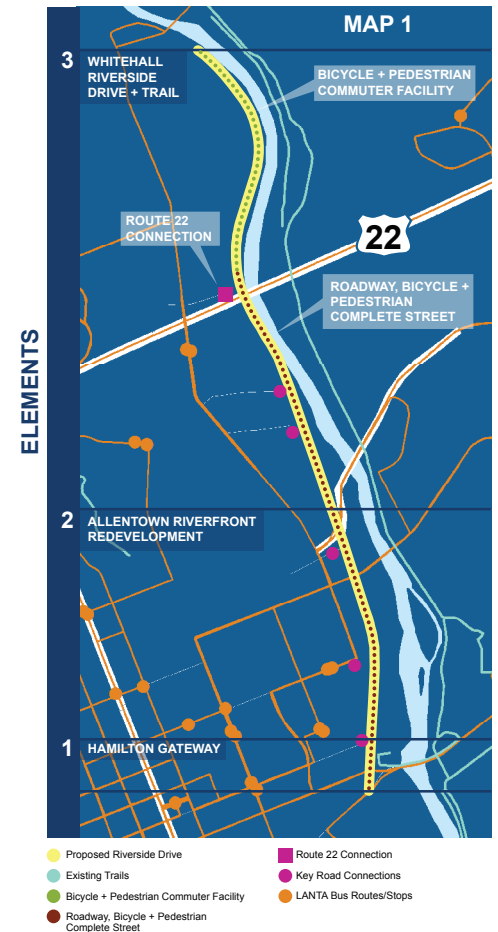 MAP 1
3
WHITEHALL
RIVERSIDE
DRIVE + TRAIL
BICYCLE + PEDESTRIAN
COMMUTER FACILITY
ROUTE 22
CONNECTION
22
ROADWAY, BICYCLE +
PEDESTRIAN
COMPLETE STREET
ELEMENTS
2
ALLENTOWN RIVERFRONT
REDEVELOPMENT
1
HAMILTON GATEWAY
Proposed Riverside Drive
Existing Trails
Bicycle + Pedestrian Commuter Facility
Roadway, Bicycle + Pedestrian
Complete Street
Route 22 Connection
Key Road Connections
LANTA Bus Routes/Stops